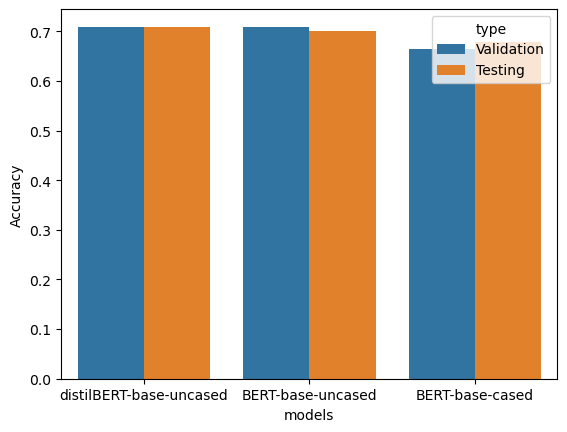 type
Validation
Testing
Accuracy
0.7
0.6
0.5
0.4
0.3
0.2
0.1
0.0
distilBERT-base-uncased
BERT-base-uncased
BERT-base-cased
models